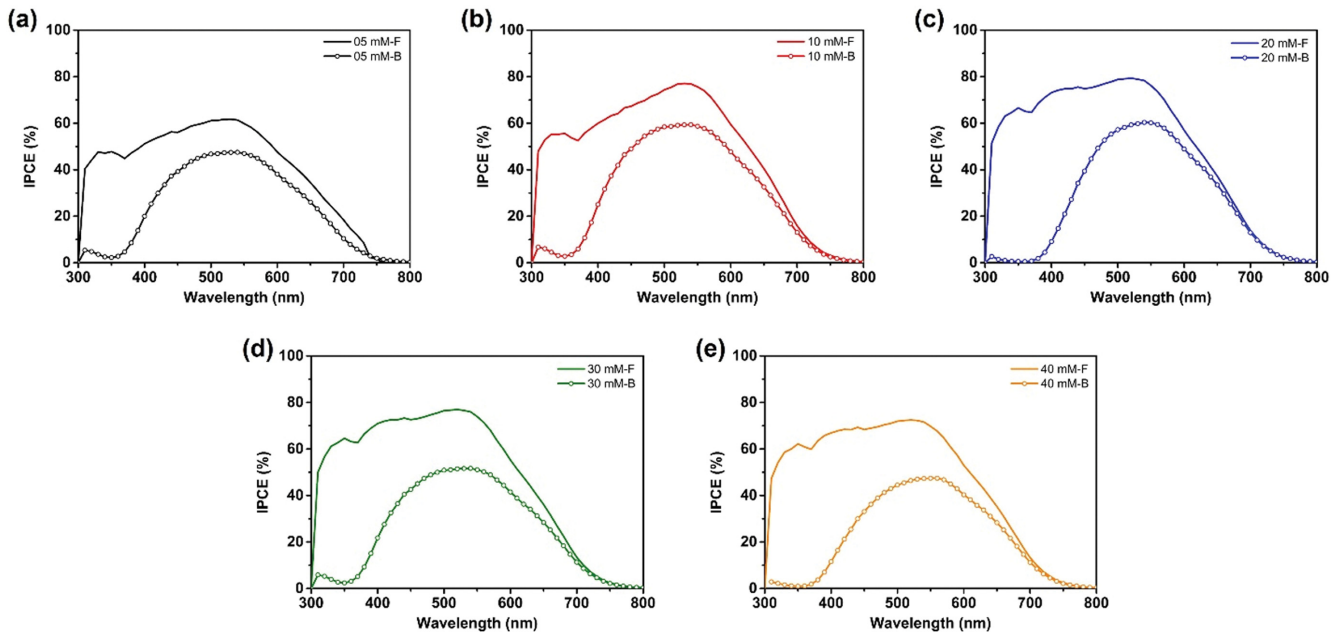 (a)
100
80
60
40
20
0
IPCE (%)
05 mM-F
05 mM-B
300 400 500 600 700 800
Wavelength (nm)
(b)
100
80
60
40
20
0
IPCE (%)
10 mM-F
10 mM-B
300 400 500 600 700 800
Wavelength (nm)
(c)
100
80
60
40
20
0
IPCE (%)
20 mM-F
20 mM-B
300 400 500 600 700 800
Wavelength (nm)
(d)
100
80
60
40
20
0
IPCE (%)
30 mM-F
30 mM-B
300 400 500 600 700 800
Wavelength (nm)
(e)
100
80
60
40
20
0
IPCE (%)
40 mM-F
40 mM-B
300 400 500 600 700 800
Wavelength (nm)